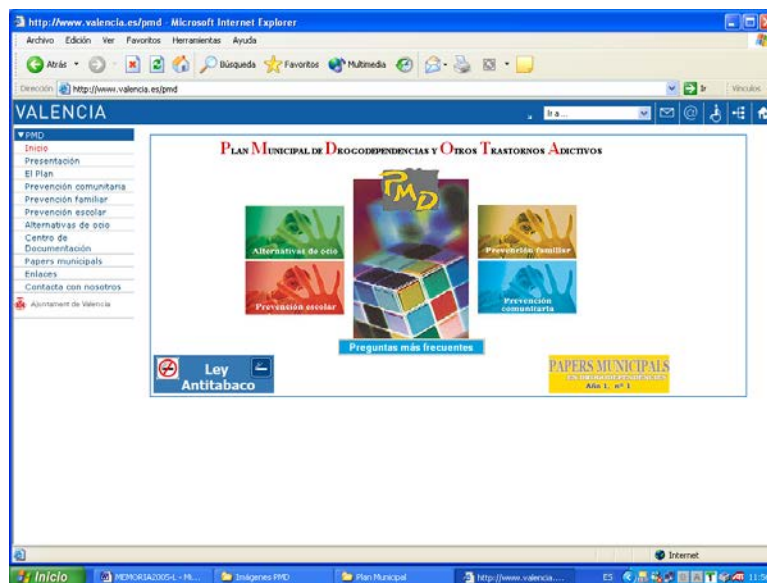 http://www.valencia.es/pmd - Microsoft Internet Explorer
Archivo Edición Ver Favoritos Herramientas Ayuda
Atrás Búsqueda Favoritos Multimedia
Dirección http://www.valencia.es/pmd Ir Vínculos
VALENCIA
Ir a...
PMD
Inicio
Presentación
El Plan
Prevención comunitaria
Prevención familiar
Prevención escolar
Alternativas de ocio
Centro de
Documentación
Papers municipals
Enlaces
Contacta con nosotros
Ajuntament de València
PLAN MUNICIPAL DE DROGODEPENDENCIAS Y OTROS TRASTORNOS ADICTIVOS
PMD
Alternativas de ocio
Prevención familiar
Prevención escolar
Prevención
comunitaria
Preguntas más frecuentes
Ley
Antitabaco
PAPERS MUNICIPALS
Año 1, nº 1
Internet
Inicio
MEMORIA2005-L - Mi...
Imágenes PMD
Plan Municipal
http://www.valencia....
ES